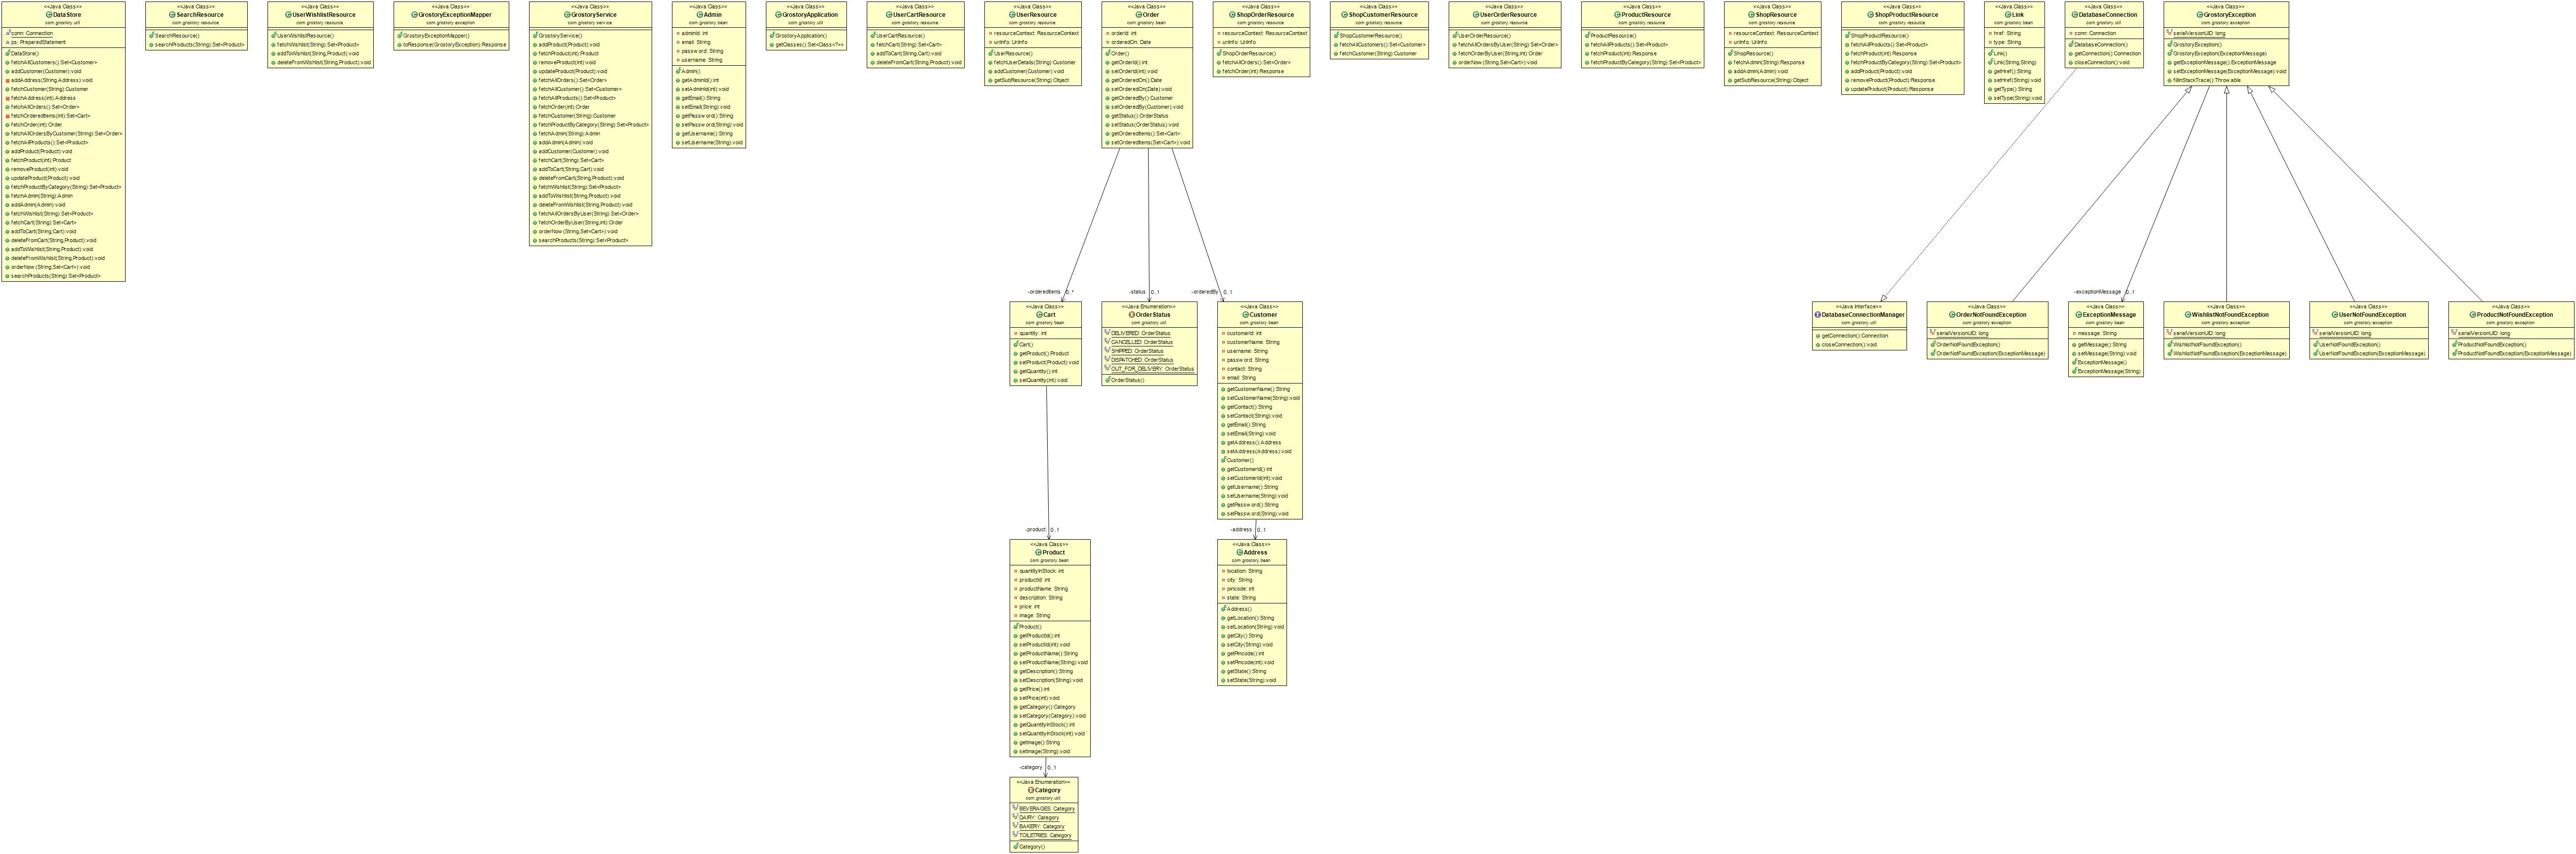 <<Java Class>>
DataStore
com.grostory.util
conn: Connection
ps: PreparedStatement
DataStore()
fetchAllCustomers():Set<Customer>
addCustomer(Customer):void
addAddress(String,Address):void
fetchCustomer(String):Customer
fetchAddress(int):Address
fetchAllOrders():Set<Order>
fetchOrderedItems(int):Set<Cart>
fetchOrder(int):Order
fetchAllOrdersByCustomer(String):Set<Order>
fetchAllProducts():Set<Product>
addProduct(Product):void
fetchProduct(int):Product
removeProduct(int):void
updateProduct(Product):void
fetchProductByCategory(String):Set<Product>
fetchAdmin(String):Admin
addAdmin(Admin):void
fetchWishlist(String):Set<Product>
fetchCart(String):Set<Cart>
addToCart(String,Cart):void
deleteFromCart(String,Product):void
addToWishlist(String,Product):void
deleteFromWishlist(String,Product):void
orderNow(String,Set<Cart>):void
searchProducts(String):Set<Product>
<<Java Class>>
SearchResource
com.grostory.resource
SearchResource()
searchProducts(String):Set<Product>
<<Java Class>>
UserWishlistResource
com.grostory.resource
UserWishlistResource()
fetchWishlist(String):Set<Product>
addToWishlist(String,Product):void
deleteFromWishlist(String,Product):void
<<Java Class>>
GrostoryExceptionMapper
com.grostory.exception
GrostoryExceptionMapper()
toResponse(GrostoryException):Response
<<Java Class>>
GrostoryService
com.grostory.service
GrostoryService()
addProduct(Product):void
fetchProduct(int):Product
removeProduct(int):void
updateProduct(Product):void
fetchAllOrders():Set<Order>
fetchAllCustomer():Set<Customer>
fetchAllProducts():Set<Product>
fetchOrder(int):Order
fetchCustomer(String):Customer
fetchProductByCategory(String):Set<Product>
fetchAdmin(String):Admin
addAdmin(Admin):void
addCustomer(Customer):void
fetchCart(String):Set<Cart>
addToCart(String,Cart):void
deleteFromCart(String,Product):void
fetchWishlist(String):Set<Product>
addToWishlist(String,Product):void
deleteFromWishlist(String,Product):void
fetchAllOrdersByUser(String):Set<Order>
fetchOrderByUser(String,int):Order
orderNow(String,Set<Cart>):void
searchProducts(String):Set<Product>
<<Java Class>>
Admin
com.grostory.bean
adminId: int
email: String
password: String
username: String
Admin()
getAdminId():int
setAdminId(int):void
getEmail():String
setEmail(String):void
getPassword():String
setPassword(String):void
getUsername():String
setUsername(String):void
<<Java Class>>
GrostoryApplication
com.grostory.util
GrostoryApplication()
getClasses():Set<Class<?>>
<<Java Class>>
UserCartResource
com.grostory.resource
UserCartResource()
fetchCart(String):Set<Cart>
addToCart(String,Cart):void
deleteFromCart(String,Product):void
<<Java Class>>
UserResource
com.grostory.resource
resourceContext: ResourceContext
uriInfo: UriInfo
UserResource()
fetchUserDetails(String):Customer
addCustomer(Customer):void
getSubResource(String):Object
<<Java Class>>
Order
com.grostory.bean
orderId: int
orderedOn: Date
Order()
getOrderId():int
setOrderId(int):void
setOrderedOn(Date):void
getOrderedOn():Date
getOrderedBy():Customer
setOrderedBy(Customer):void
getStatus():OrderStatus
setStatus(OrderStatus):void
getOrderedItems():Set<Cart>
setOrderedItems(Set<Cart>):void
<<Java Class>>
ShopOrderResource
com.grostory.resource
resourceContext: ResourceContext
uriInfo: UriInfo
ShopOrderResource()
fetchAllOrders():Set<Order>
fetchOrder(int):Response
<<Java Class>>
ShopCustomerResource
com.grostory.resource
ShopCustomerResource()
fetchAllCustomers():Set<Customer>
fetchCustomer(String):Customer
<<Java Class>>
UserOrderResource
com.grostory.resource
UserOrderResource()
fetchAllOrdersByUser(String):Set<Order>
fetchOrderByUser(String,int):Order
orderNow(String,Set<Cart>):void
<<Java Class>>
ProductResource
com.grostory.resource
ProductResource()
fetchAllProducts():Set<Product>
fetchProduct(int):Response
fetchProductByCategory(String):Set<Product>
<<Java Class>>
ShopResource
com.grostory.resource
resourceContext: ResourceContext
uriInfo: UriInfo
ShopResource()
fetchAdmin(String):Response
addAdmin(Admin):void
getSubResource(String):Object
<<Java Class>>
ShopProductResource
com.grostory.resource
ShopProductResource()
fetchAllProducts():Set<Product>
fetchProduct(int):Response
fetchProductByCategory(String):Set<Product>
addProduct(Product):void
removeProduct(Product):Response
updateProduct(Product):Response
<<Java Class>>
Link
com.grostory.bean
href: String
type: String
Link()
Link(String,String)
getHref():String
setHref(String):void
getType():String
setType(String):void
<<Java Class>>
DatabaseConnection
com.grostory.util
conn: Connection
DatabaseConnection()
getConnection():Connection
closeConnection():void
<<Java Class>>
GrostoryException
com.grostory.exception
serialVersionUID: long
GrostoryException()
GrostoryException(ExceptionMessage)
getExceptionMessage():ExceptionMessage
setExceptionMessage(ExceptionMessage):void
fillInStackTrace():Throwable
-orderedItems 0..*
-status 0..1
-orderedBy 0..1
-exceptionMessage 0..1
<<Java Class>>
Cart
com.grostory.bean
quantity: int
Cart()
getProduct():Product
setProduct(Product):void
getQuantity():int
setQuantity(int):void
<<Java Enumeration>>
OrderStatus
com.grostory.util
DELIVERED: OrderStatus
CANCELLED: OrderStatus
SHIPPED: OrderStatus
DISPATCHED: OrderStatus
OUT_FOR_DELIVERY: OrderStatus
OrderStatus()
<<Java Class>>
Customer
com.grostory.bean
customerId: int
customerName: String
username: String
password: String
contact: String
email: String
getCustomerName():String
setCustomerName(String):void
getContact():String
setContact(String):void
getEmail():String
setEmail(String):void
getAddress():Address
setAddress(Address):void
Customer()
getCustomerId():int
setCustomerId(int):void
getUsername():String
setUsername(String):void
getPassword():String
setPassword(String):void
<<Java Interface>>
DatabaseConnectionManager
com.grostory.util
getConnection():Connection
closeConnection():void
<<Java Class>>
OrderNotFoundException
com.grostory.exception
serialVersionUID: long
OrderNotFoundException()
OrderNotFoundException(ExceptionMessage)
<<Java Class>>
ExceptionMessage
com.grostory.bean
message: String
getMessage():String
setMessage(String):void
ExceptionMessage()
ExceptionMessage(String)
<<Java Class>>
WishlistNotFoundException
com.grostory.exception
serialVersionUID: long
WishlistNotFoundException()
WishlistNotFoundException(ExceptionMessage)
<<Java Class>>
UserNotFoundException
com.grostory.exception
serialVersionUID: long
UserNotFoundException()
UserNotFoundException(ExceptionMessage)
<<Java Class>>
ProductNotFoundException
com.grostory.exception
serialVersionUID: long
ProductNotFoundException()
ProductNotFoundException(ExceptionMessage)
-product 0..1
-address 0..1
<<Java Class>>
Product
com.grostory.bean
quantityInStock: int
productId: int
productName: String
description: String
price: int
image: String
Product()
getProductId():int
setProductId(int):void
getProductName():String
setProductName(String):void
getDescription():String
setDescription(String):void
getPrice():int
setPrice(int):void
getCategory():Category
setCategory(Category):void
getQuantityInStock():int
setQuantityInStock(int):void
getImage():String
setImage(String):void
<<Java Class>>
Address
com.grostory.bean
location: String
city: String
pincode: int
state: String
Address()
getLocation():String
setLocation(String):void
getCity():String
setCity(String):void
getPincode():int
setPincode(int):void
getState():String
setState(String):void
-category 0..1
<<Java Enumeration>>
Category
com.grostory.util
BEVERAGES: Category
DAIRY: Category
BAKERY: Category
TOILETRIES: Category
Category()